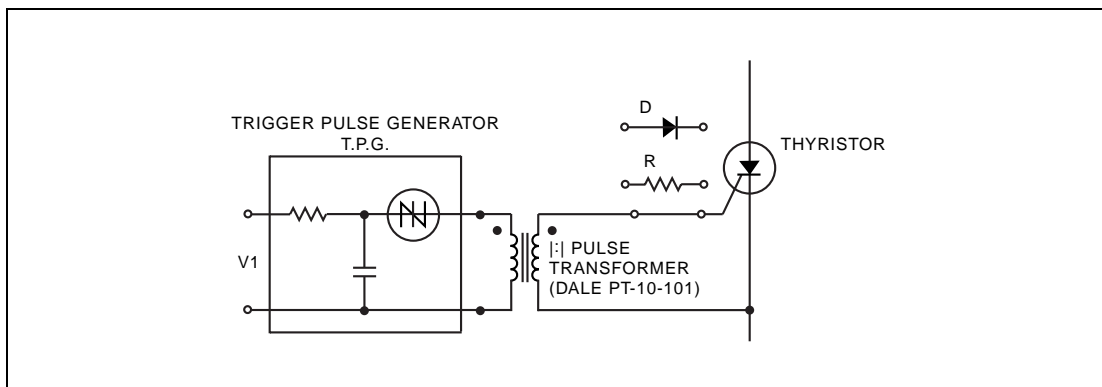 D
TRIGGER PULSE GENERATOR
T.P.G.
THYRISTOR
R
V1
|:| PULSE
TRANSFORMER
(DALE PT-10-101)